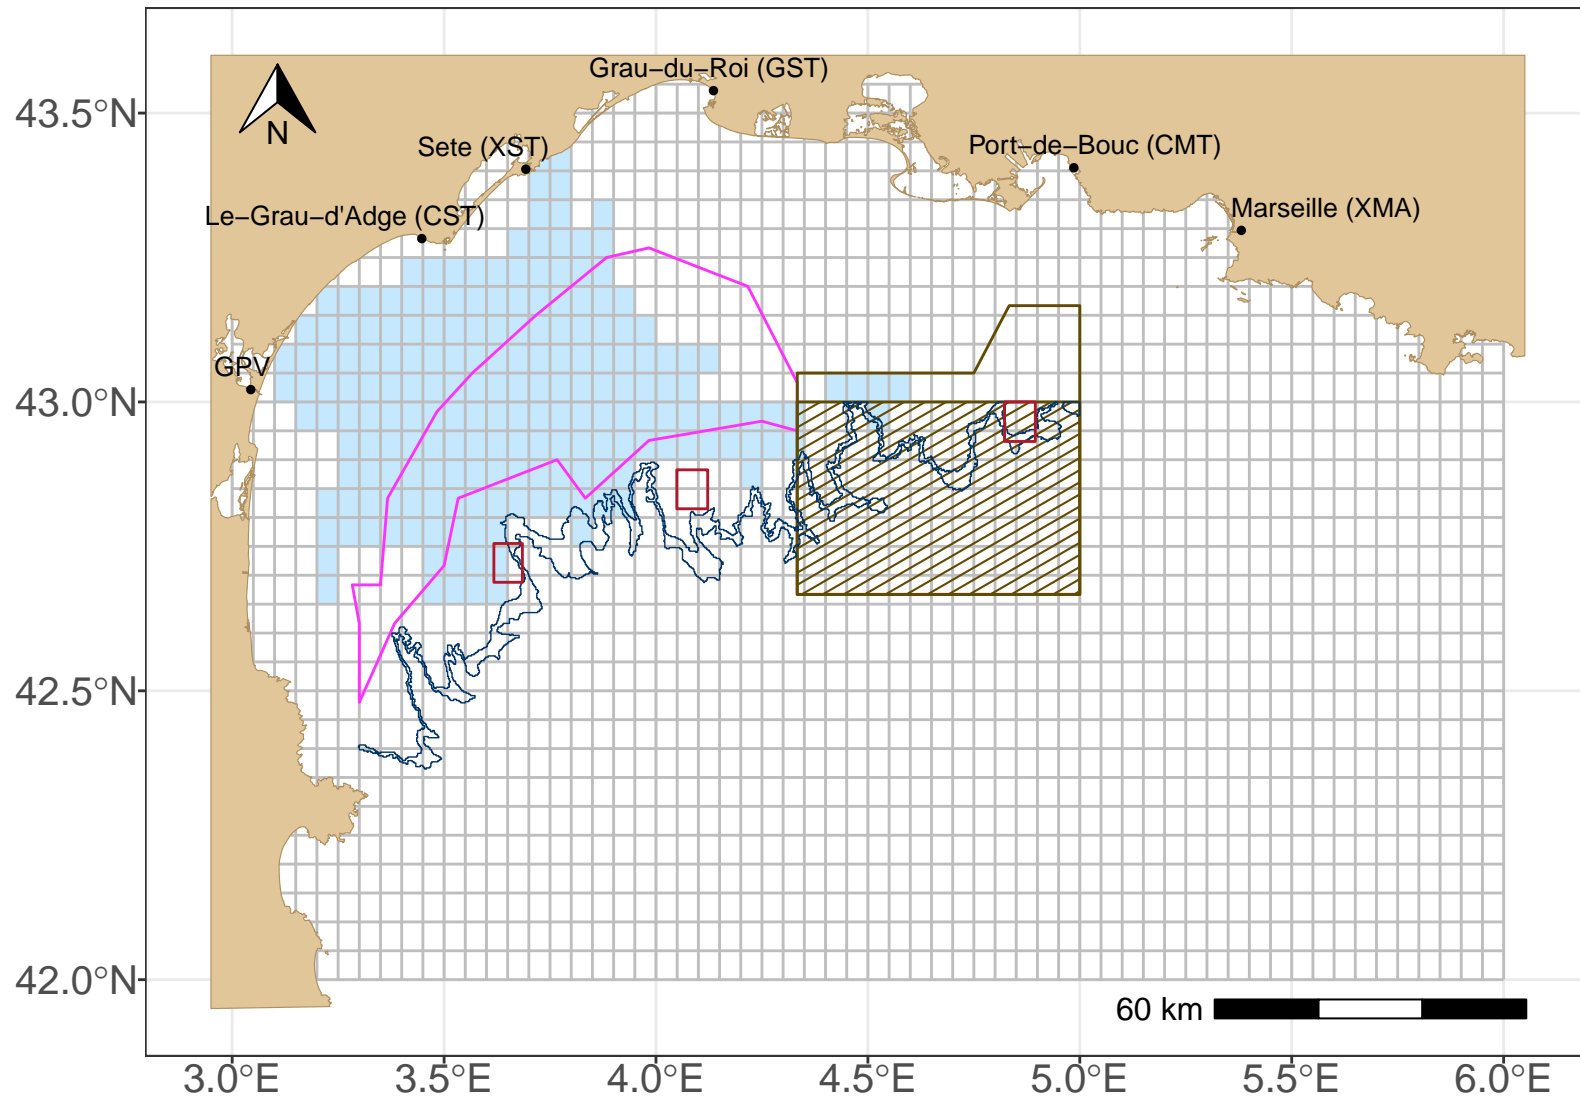 Grau–du–Roi (GST)
43.5°N
N
Sete (XST)
Port–de–Bouc (CMT)
Le–Grau–d'Adge (CST)
Marseille (XMA)
GPV
43.0°N
42.5°N
42.0°N
60 km
3.0°E 3.5°E 4.0°E 4.5°E 5.0°E 5.5°E 6.0°E